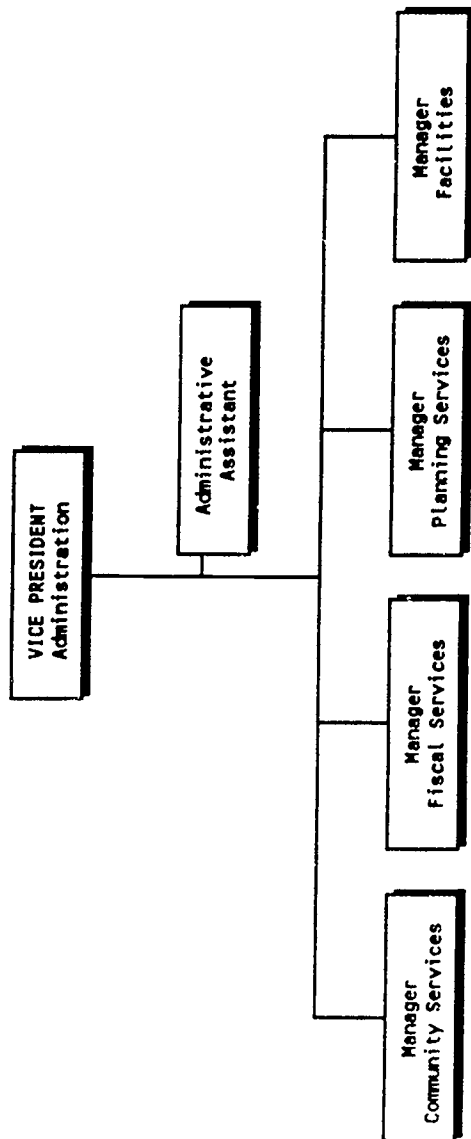 VICE PRESIDENT
Administration
Administrative
Assistant
Manager
Community Services
Manager
Fiscal Services
Manager
Planning Services
Manager
Facilities